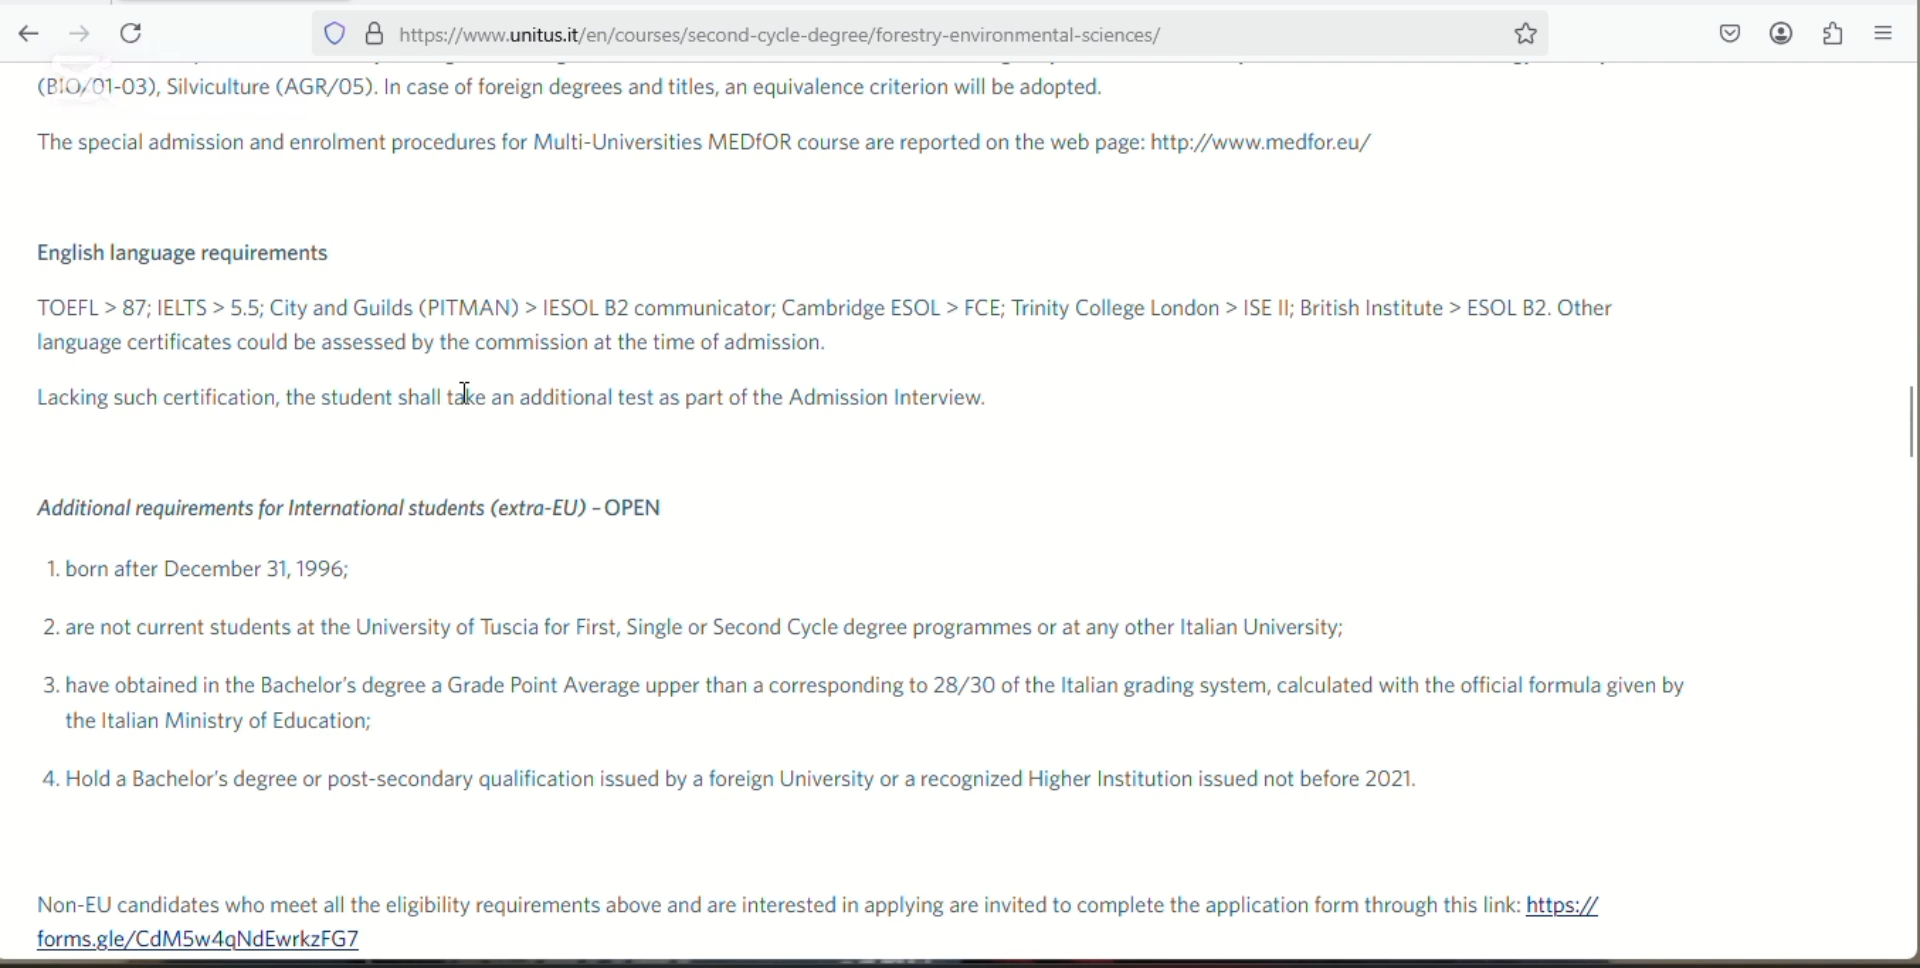 https://www.unitus.it/en/courses/second-cycle-degree/forestry-environmental-sciences/
(BIO/01-03), Silviculture (AGR/05). In case of foreign degrees and titles, an equivalence criterion will be adopted.
The special admission and enrolment procedures for Multi-Universities MEDfOR course are reported on the web page: http://www.medfor.eu/
English language requirements
TOEFL > 87; IELTS > 5.5; City and Guilds (PITMAN) > IESOL B2 communicator; Cambridge ESOL > FCE; Trinity College London > ISE II; British Institute > ESOL B2. Other
language certificates could be assessed by the commission at the time of admission.
Lacking such certification, the student shall take an additional test as part of the Admission Interview.
Additional requirements for International students (extra-EU) – OPEN
1. born after December 31, 1996;
2. are not current students at the University of Tuscia for First, Single or Second Cycle degree programmes or at any other Italian University;
3. have obtained in the Bachelor's degree a Grade Point Average upper than a corresponding to 28/30 of the Italian grading system, calculated with the official formula given by
the Italian Ministry of Education;
4. Hold a Bachelor's degree or post-secondary qualification issued by a foreign University or a recognized Higher Institution issued not before 2021.
Non-EU candidates who meet all the eligibility requirements above and are interested in applying are invited to complete the application form through this link: https://
forms.gle/CdM5w4qNdEwrkzFG7